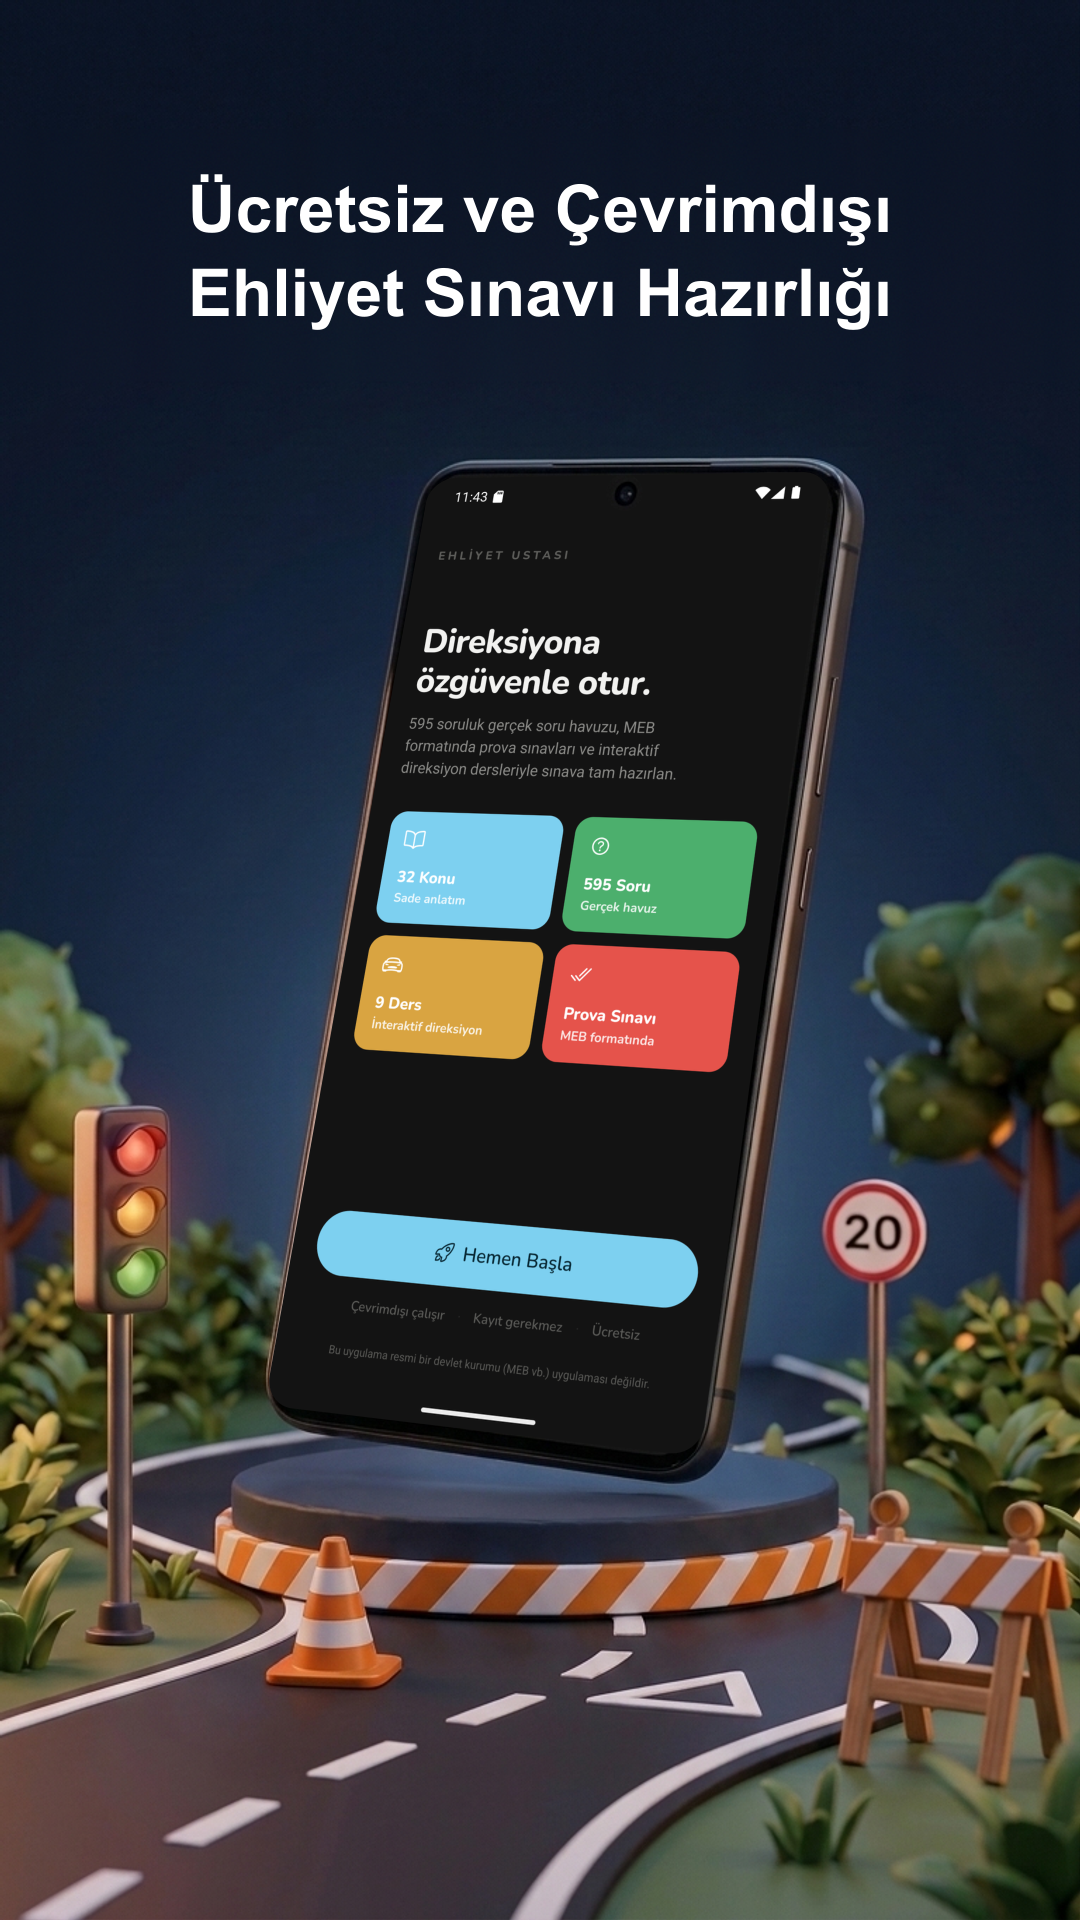 Ücretsiz ve Çevrimdışı
Ehliyet Sınavı Hazırlığı
11:43
EHLİYET USTASI
Direksiyona
özgüvenle otur.
595 soruluk gerçek soru havuzu, MEB
formatında prova sınavları ve interaktif
direksiyon dersleriyle sınava tam hazırlan.
32 Konu
Sade anlatım
595 Soru
Gerçek havuz
9 Ders
İnteraktif direksiyon
Prova Sınavı
MEB formatında
Hemen Başla
Çevrimdışı çalışır · Kayıt gerekmez · Ücretsiz
Bu uygulama resmi bir devlet kurumu (MEB vb.) uygulaması değildir.
20